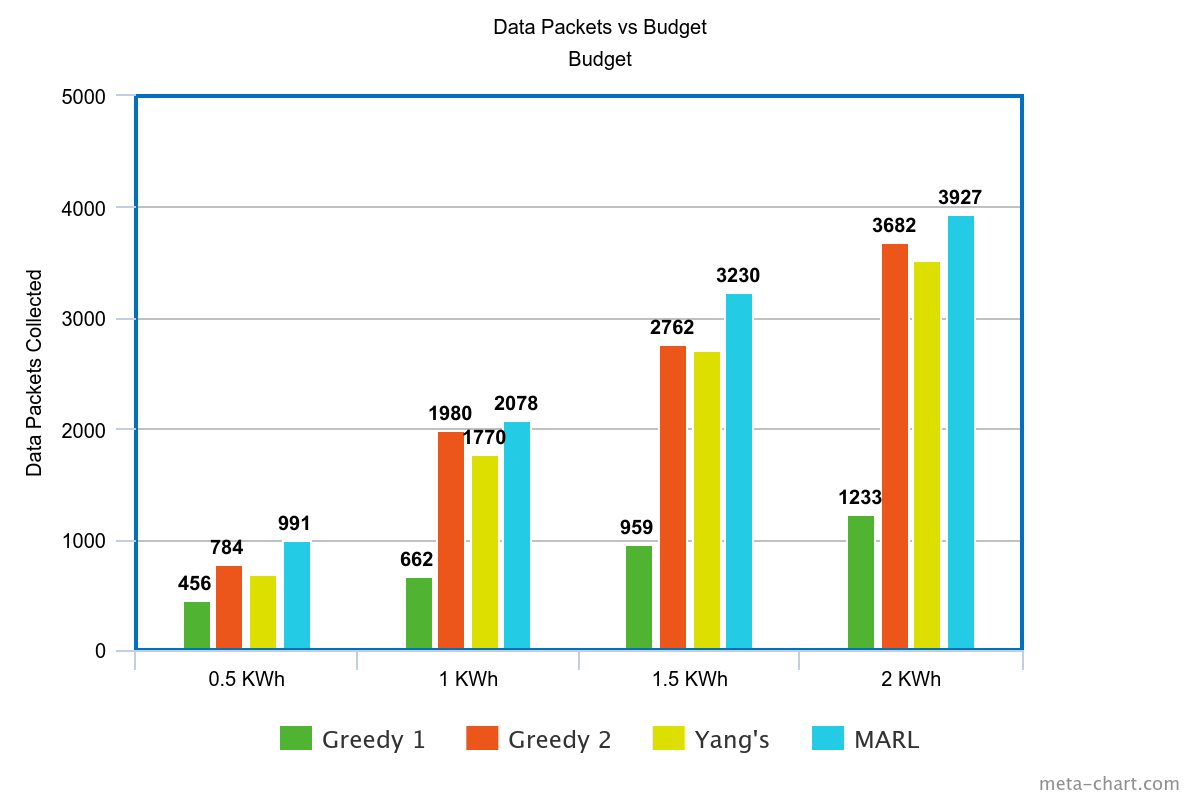 Data Packets vs Budget
Budget
Data Packets Collected
5000
4000
3000
2000
1000
0
456
784
991
662
1980
1770
2078
959
2762
3230
1233
3682
3927
0.5 KWh
1 KWh
1.5 KWh
2 KWh
Greedy 1
Greedy 2
Yang's
MARL
meta-chart.com